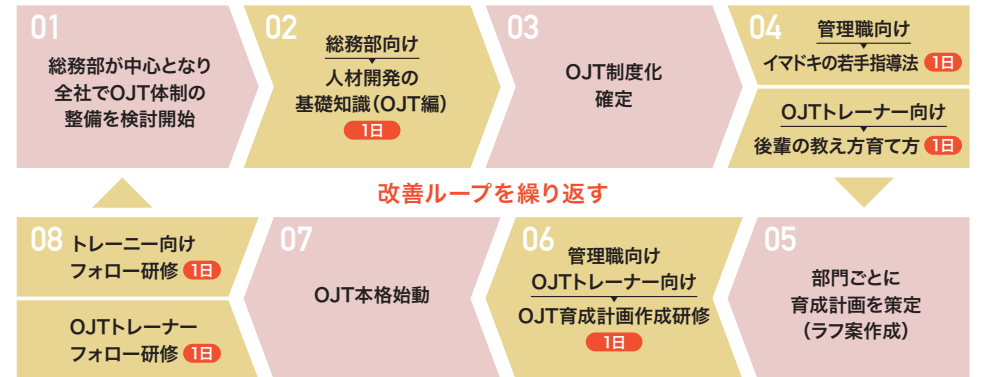 01
総務部が中心となり
全社でOJT体制の
整備を検討開始
02
総務部向け
人材開発の
基礎知識(OJT編)
1日
03
OJT制度化
確定
04
管理職向け
イマドキの若手指導法 1日
OJTトレーナー向け
後輩の教え方育て方 1日
改善ループを繰り返す
05
部門ごとに
育成計画を策定
(ラフ案作成)
06
管理職向け
OJTトレーナー向け
OJT育成計画作成研修
1日
07
OJT本格始動
08
トレーニー向け
フォロー研修 1日
OJTトレーナー
フォロー研修 1日